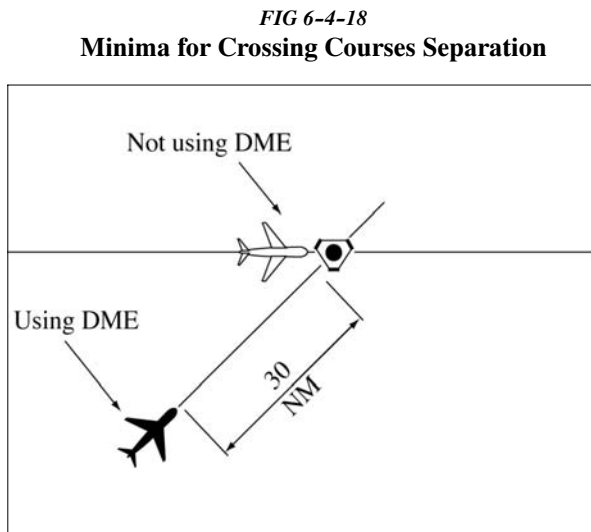 FIG 6-4-18
Minima for Crossing Courses Separation
Not using DME
Using DME
30
NM